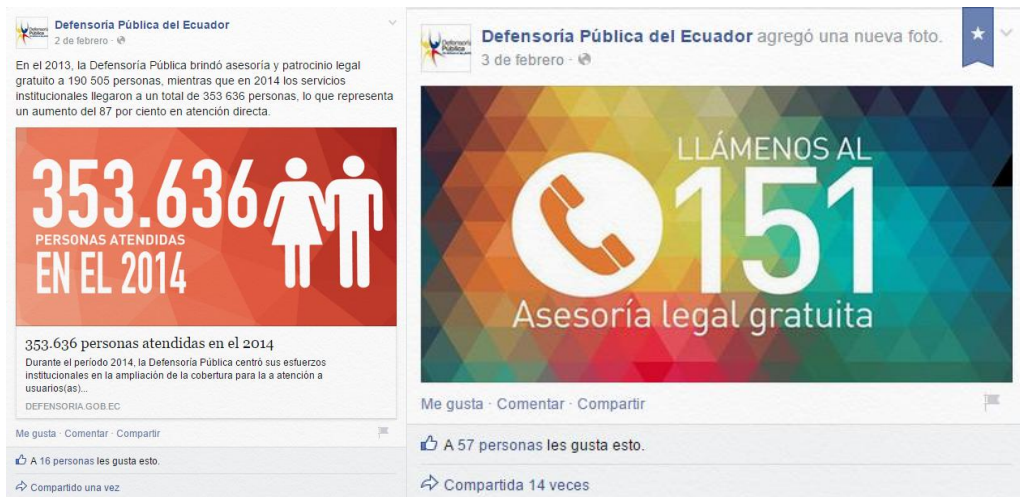 Defensoría Pública del Ecuador
2 de febrero ·
En el 2013, la Defensoría Pública brindó asesoría y patrocinio legal
gratuito a 190 505 personas, mientras que en 2014 los servicios
institucionales llegaron a un total de 353 636 personas, lo que representa
un aumento del 87 por ciento en atención directa.
353.636
PERSONAS ATENDIDAS
EN EL 2014
353.636 personas atendidas en el 2014
Durante el período 2014, la Defensoría Pública centró sus esfuerzos
institucionales en la ampliación de la cobertura para la a atención a
usuarios(as)...
DEFENSORIA.GOB.EC
Me gusta · Comentar · Compartir
A 16 personas les gusta esto.
Compartido una vez
Defensoría Pública del Ecuador agregó una nueva foto.
3 de febrero ·
Defensoría
Pública
LLÁMENOS AL
151
Asesoría legal gratuita
Me gusta · Comentar · Compartir
A 57 personas les gusta esto.
Compartida 14 veces